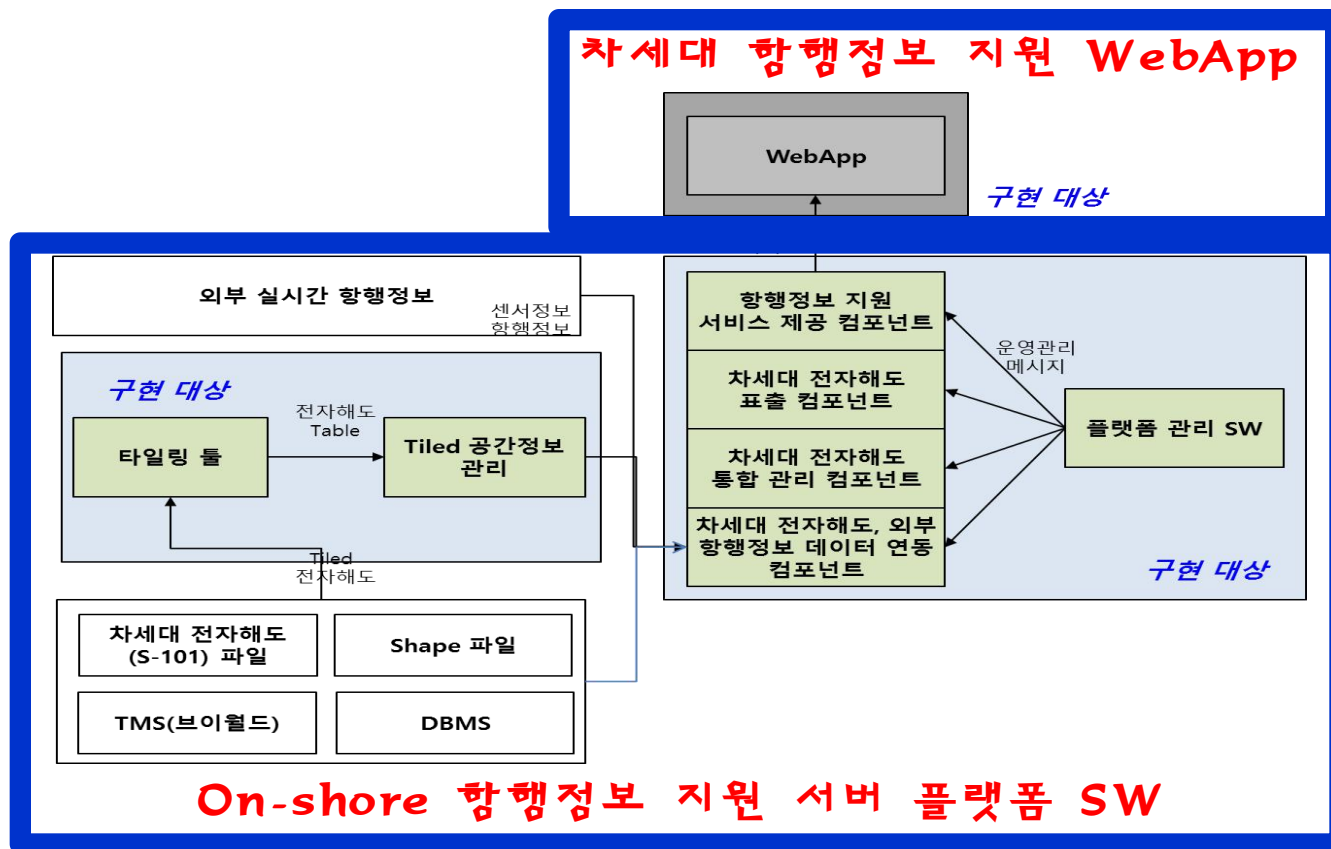 차세대 항행정보 지원 WebApp
WebApp
구현 대상
외부 실시간 항행정보
센서정보
항행정보
구현 대상
타일링 툴
전자해도
Table
Tiled 공간정보
관리
Tiled
전자해도
차세대 전자해도
(S-101) 파일
Shape 파일
TMS(브이월드)
DBMS
항행정보 지원
서비스 제공 컴포넌트
차세대 전자해도
표출 컴포넌트
차세대 전자해도
통합 관리 컴포넌트
차세대 전자해도, 외부
항행정보 데이터 연동
컴포넌트
운영관리
메시지
플랫폼 관리 SW
구현 대상
On-shore 항행정보 지원 서버 플랫폼 SW